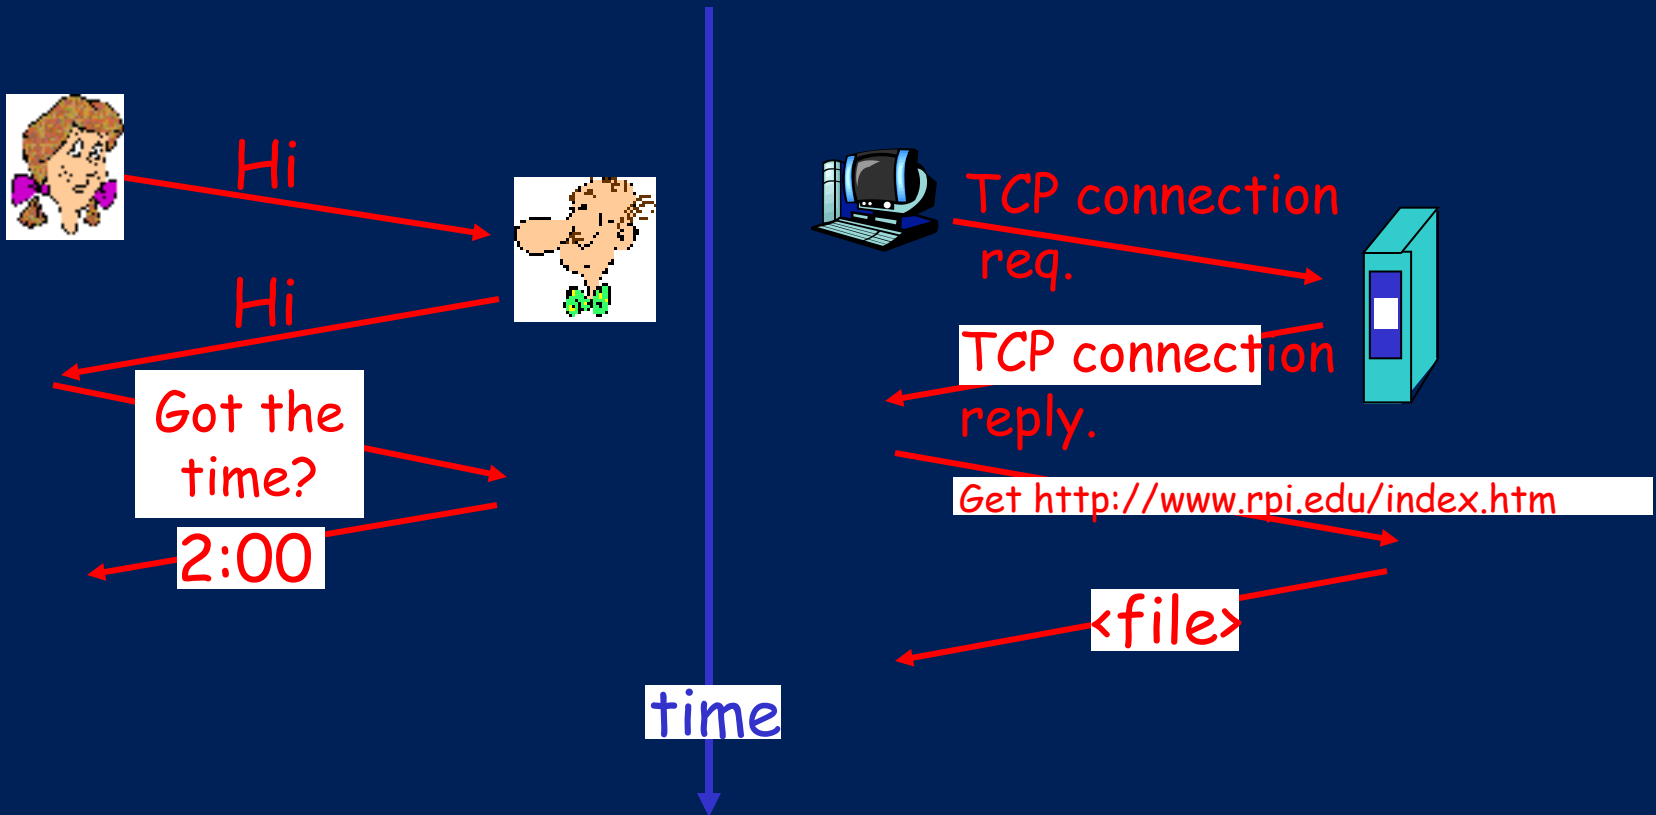 Hi
Hi
Got the
time?
2:00
TCP connection
req.
TCP connection
reply.
Get http://www.rpi.edu/index.htm
<file>
time